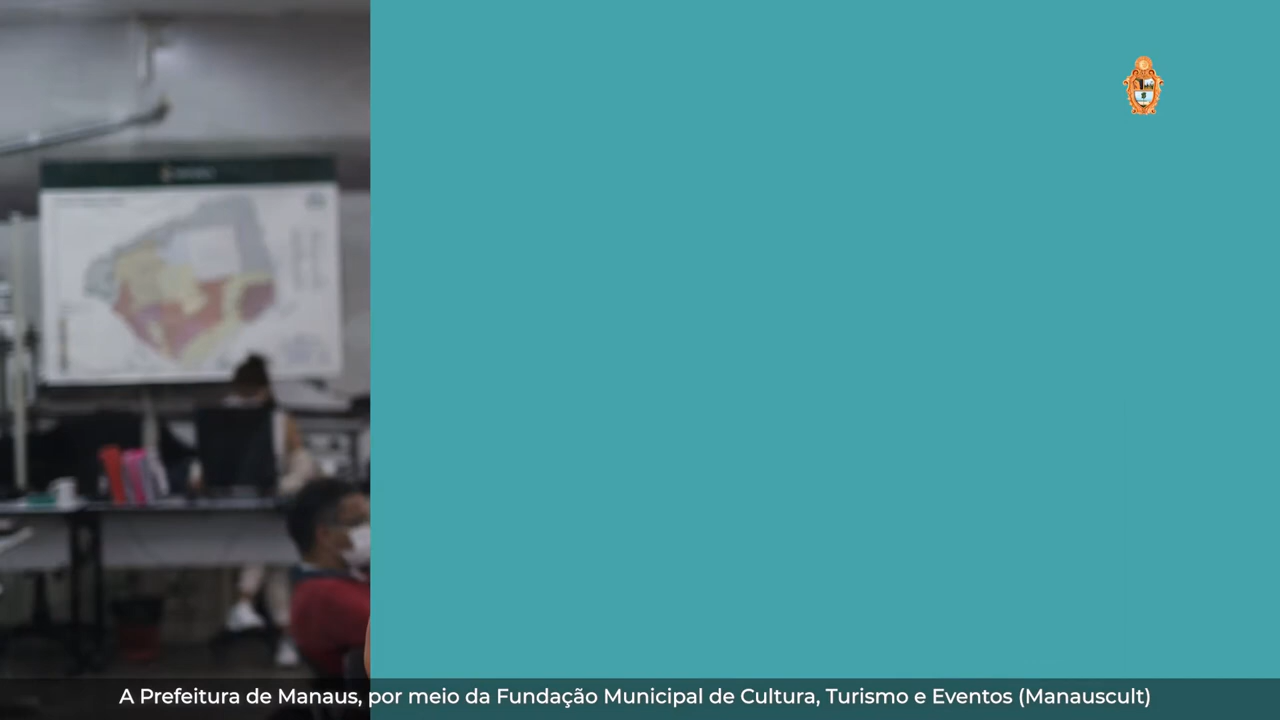 A Prefeitura de Manaus, por meio da Fundação Municipal de Cultura, Turismo e Eventos (Manauscult)